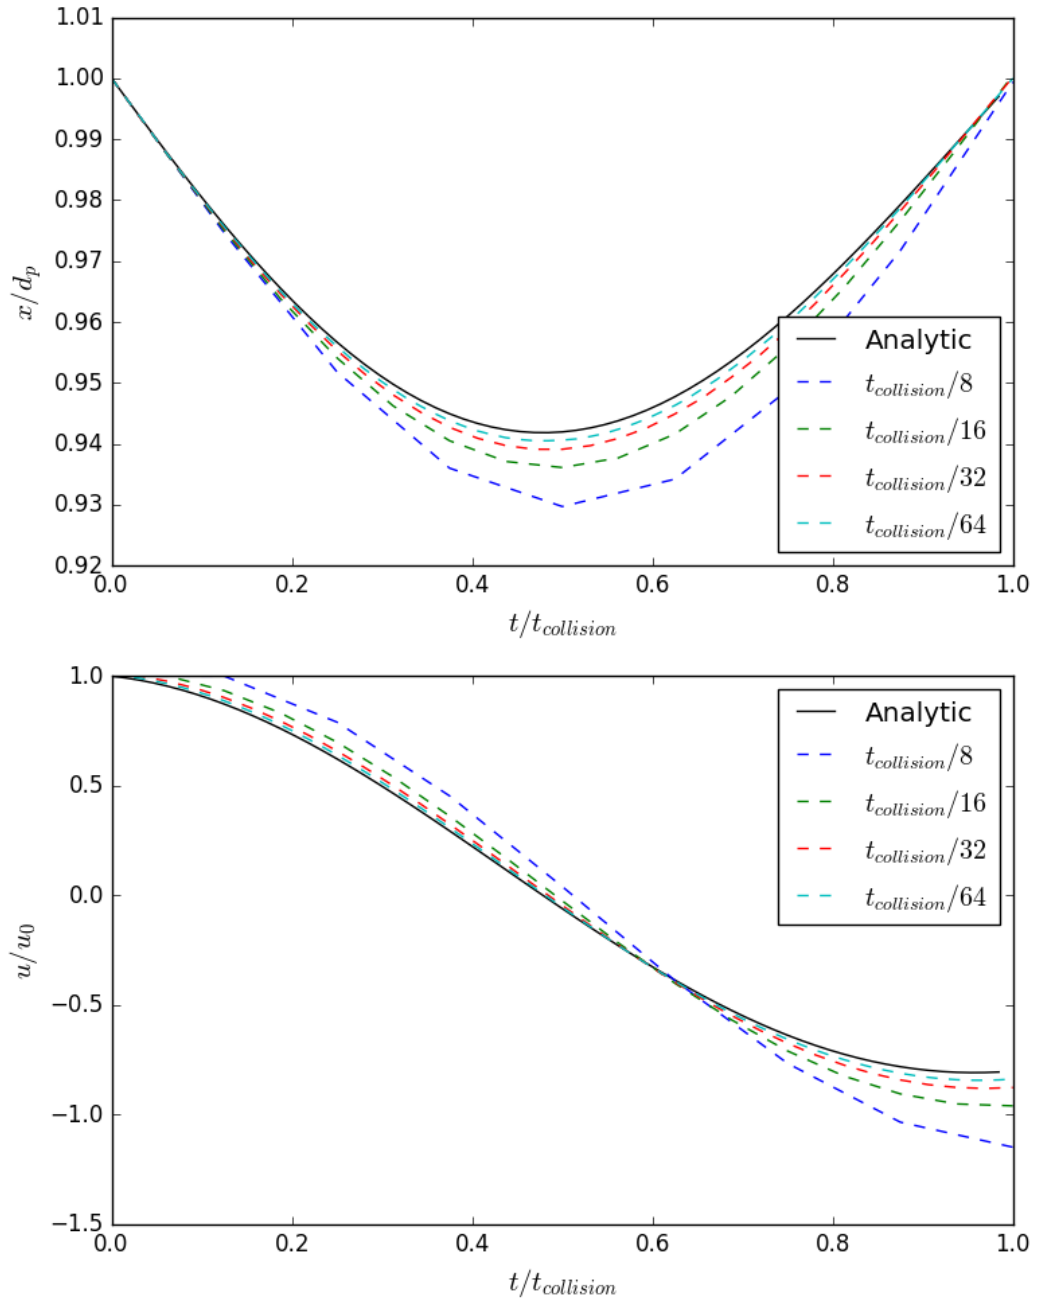 1.01
1.00
0.99
0.98
0.97
0.96
0.95
0.94
0.93
0.92
x/d_p
Analytic
t_collision/8
t_collision/16
t_collision/32
t_collision/64
0.0 0.2 0.4 0.6 0.8 1.0
t/t_collision
1.0
0.5
0.0
−0.5
−1.0
−1.5
u/u_0
Analytic
t_collision/8
t_collision/16
t_collision/32
t_collision/64
0.0 0.2 0.4 0.6 0.8 1.0
t/t_collision